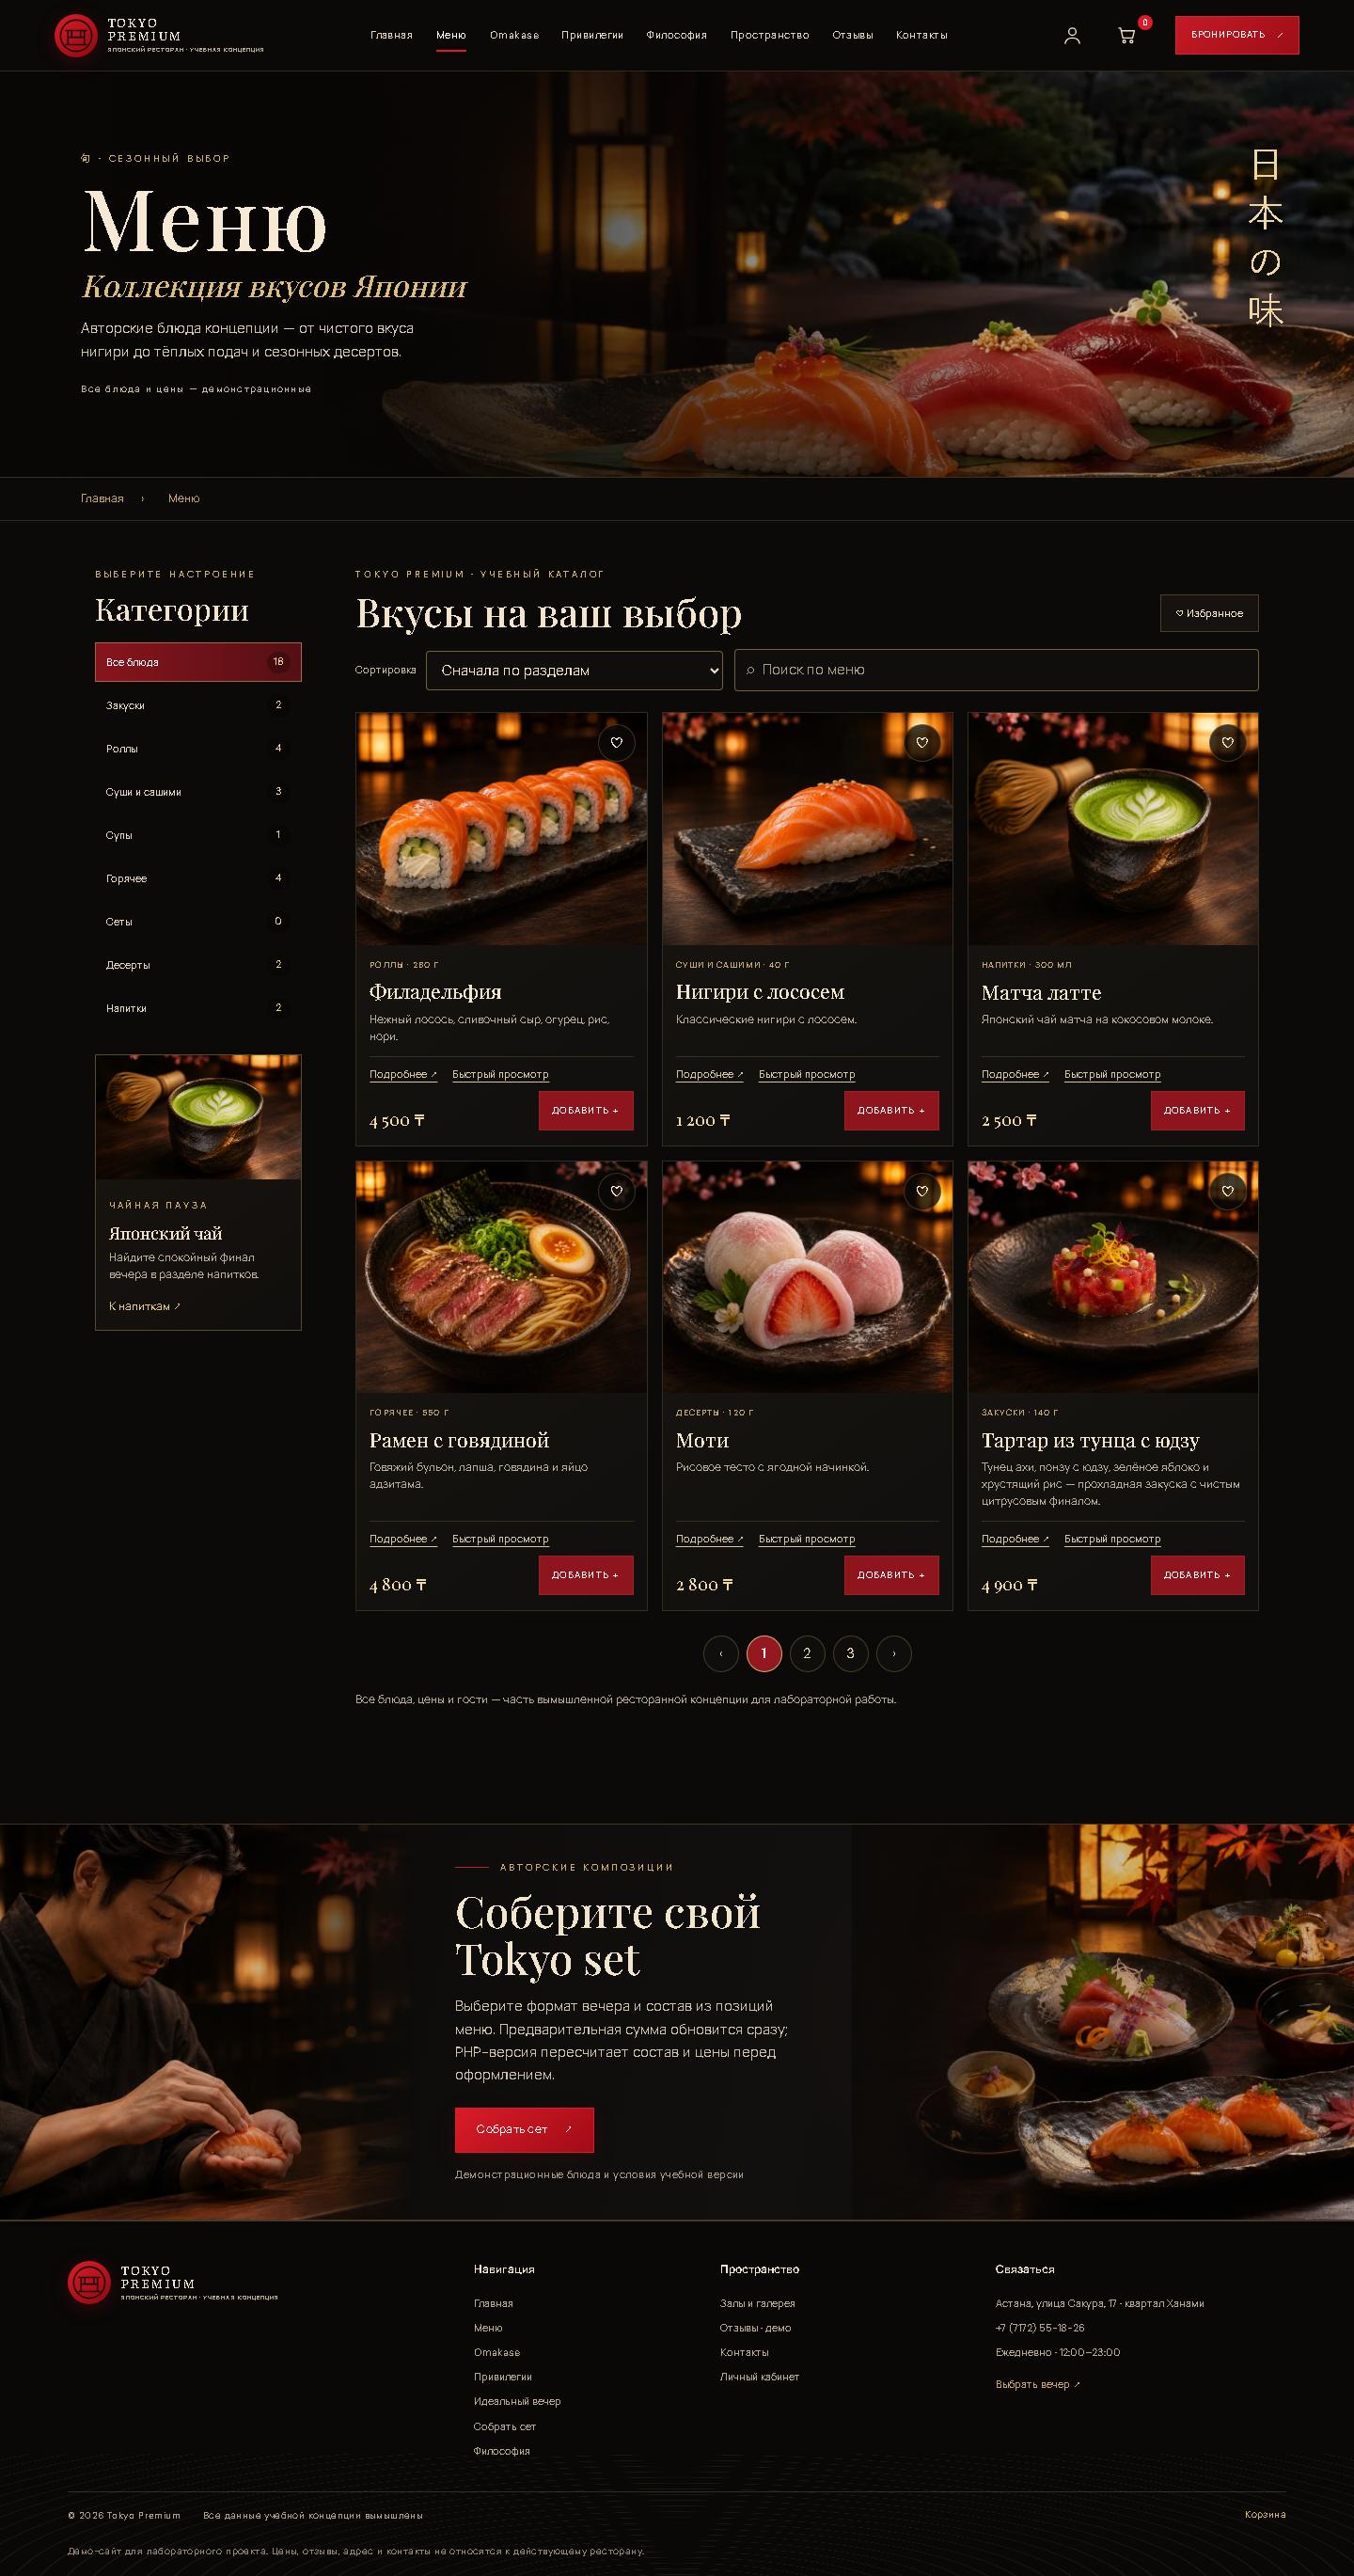 TOKYO
PREMIUM
ЯПОНСКИЙ РЕСТОРАН · УЧЕБНАЯ КОНЦЕПЦИЯ
Главная
Меню
Omakase
Привилегии
Философия
Пространство
Отзывы
Контакты
0
БРОНИРОВАТЬ ↗
旬 · СЕЗОННЫЙ ВЫБОР
Меню
Коллекция вкусов Японии
Авторские блюда концепции — от чистого вкуса
нигири до тёплых подач и сезонных десертов.
Все блюда и цены — демонстрационные
日本の味
Главная › Меню
ВЫБЕРИТЕ НАСТРОЕНИЕ
Категории
Все блюда 18
Закуски 2
Роллы 4
Суши и сашими 3
Супы 1
Горячее 4
Сеты 0
Десерты 2
Напитки 2
ЧАЙНАЯ ПАУЗА
Японский чай
Найдите спокойный финал
вечера в разделе напитков.
К напиткам ↗
TOKYO PREMIUM · УЧЕБНЫЙ КАТАЛОГ
Вкусы на ваш выбор
♡ Избранное
Сортировка
Сначала по разделам
⌕ Поиск по меню
РОЛЛЫ · 280 Г
Филадельфия
Нежный лосось, сливочный сыр, огурец, рис,
нори.
Подробнее ↗ Быстрый просмотр
4 500 ₸
ДОБАВИТЬ +
СУШИ И САШИМИ · 40 Г
Нигири с лососем
Классические нигири с лососем.
Подробнее ↗ Быстрый просмотр
1 200 ₸
ДОБАВИТЬ +
НАПИТКИ · 300 МЛ
Матча латте
Японский чай матча на кокосовом молоке.
Подробнее ↗ Быстрый просмотр
2 500 ₸
ДОБАВИТЬ +
ГОРЯЧЕЕ · 550 Г
Рамен с говядиной
Говяжий бульон, лапша, говядина и яйцо
адзитама.
Подробнее ↗ Быстрый просмотр
4 800 ₸
ДОБАВИТЬ +
ДЕСЕРТЫ · 120 Г
Моти
Рисовое тесто с ягодной начинкой.
Подробнее ↗ Быстрый просмотр
2 800 ₸
ДОБАВИТЬ +
ЗАКУСКИ · 140 Г
Тартар из тунца с юдзу
Тунец ахи, понзу с юдзу, зелёное яблоко и
хрустящий рис — прохладная закуска с чистым
цитрусовым финалом.
Подробнее ↗ Быстрый просмотр
4 900 ₸
ДОБАВИТЬ +
‹ 1 2 3 ›
Все блюда, цены и гости — часть вымышленной ресторанной концепции для лабораторной работы.
АВТОРСКИЕ КОМПОЗИЦИИ
Соберите свой
Tokyo set
Выберите формат вечера и состав из позиций
меню. Предварительная сумма обновится сразу;
PHP-версия пересчитает состав и цены перед
оформлением.
Собрать сет ↗
Демонстрационные блюда и условия учебной версии
TOKYO
PREMIUM
ЯПОНСКИЙ РЕСТОРАН · УЧЕБНАЯ КОНЦЕПЦИЯ
Навигация
Главная
Меню
Omakase
Привилегии
Идеальный вечер
Собрать сет
Философия
Пространство
Залы и галерея
Отзывы · демо
Контакты
Личный кабинет
Связаться
Астана, улица Сакура, 17 · квартал Ханами
+7 (7172) 55-18-26
Ежедневно · 12:00–23:00
Выбрать вечер ↗
© 2026 Tokyo Premium
Все данные учебной концепции вымышлены
Корзина
Демо-сайт для лабораторного проекта. Цены, отзывы, адрес и контакты не относятся к действующему ресторану.